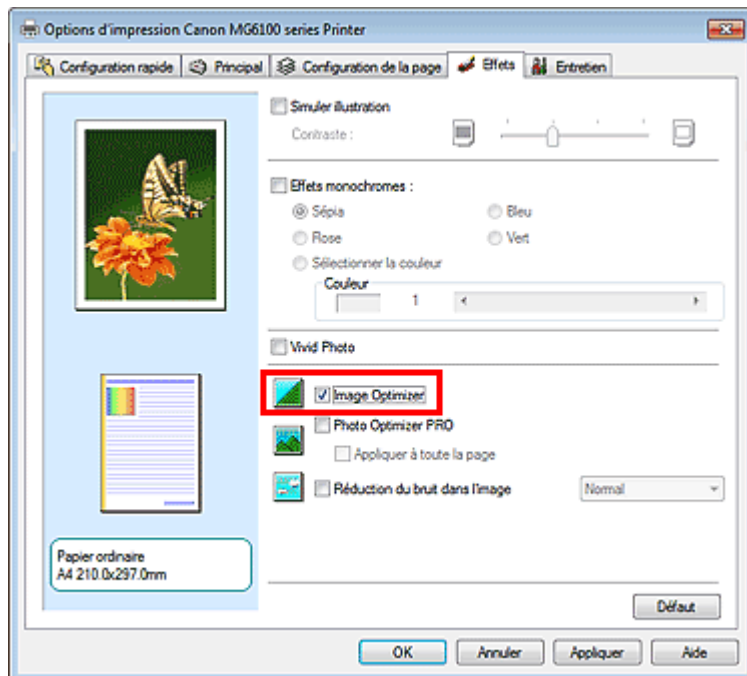 Options d'impression Canon MG6100 series Printer
Configuration rapide Principal Configuration de la page Effets Entretien
Simuler illustration
Contraste :
Effets monochromes :
Sépia Bleu
Rose Vert
Sélectionner la couleur
Couleur
1
Vivid Photo
Image Optimizer
Photo Optimizer PRO
Appliquer à toute la page
Réduction du bruit dans l'image Normal
Papier ordinaire
A4 210.0x297.0mm
Défaut
OK Annuler Appliquer Aide